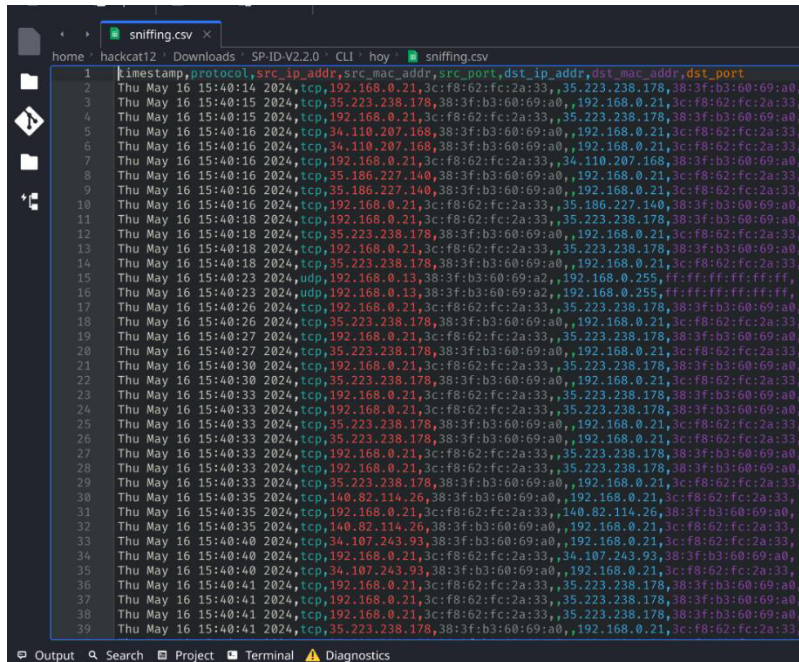 sniffing.csv ×
home hackcat12 Downloads SP-ID-V2.2.0 CLI hoy sniffing.csv
1 timestamp,protocol,src_ip_addr,src_mac_addr,src_port,dst_ip_addr,dst_mac_addr,dst_port
2 Thu May 16 15:40:14 2024,tcp,192.168.0.21,3c:f8:62:fc:2a:33,,35.223.238.178,38:3f:b3:60:69:a0,
3 Thu May 16 15:40:15 2024,tcp,35.223.238.178,38:3f:b3:60:69:a0,,192.168.0.21,3c:f8:62:fc:2a:33
4 Thu May 16 15:40:15 2024,tcp,192.168.0.21,3c:f8:62:fc:2a:33,,35.223.238.178,38:3f:b3:60:69:a0
5 Thu May 16 15:40:16 2024,tcp,34.110.207.168,38:3f:b3:60:69:a0,,192.168.0.21,3c:f8:62:fc:2a:33
6 Thu May 16 15:40:16 2024,tcp,34.110.207.168,38:3f:b3:60:69:a0,,192.168.0.21,3c:f8:62:fc:2a:33
7 Thu May 16 15:40:16 2024,tcp,192.168.0.21,3c:f8:62:fc:2a:33,,34.110.207.168,38:3f:b3:60:69:a0
8 Thu May 16 15:40:16 2024,tcp,35.186.227.140,38:3f:b3:60:69:a0,,192.168.0.21,3c:f8:62:fc:2a:33
9 Thu May 16 15:40:16 2024,tcp,35.186.227.140,38:3f:b3:60:69:a0,,192.168.0.21,3c:f8:62:fc:2a:33
10 Thu May 16 15:40:16 2024,tcp,192.168.0.21,3c:f8:62:fc:2a:33,,35.186.227.140,38:3f:b3:60:69:a0
11 Thu May 16 15:40:18 2024,tcp,192.168.0.21,3c:f8:62:fc:2a:33,,35.223.238.178,38:3f:b3:60:69:a0
12 Thu May 16 15:40:18 2024,tcp,35.223.238.178,38:3f:b3:60:69:a0,,192.168.0.21,3c:f8:62:fc:2a:33
13 Thu May 16 15:40:18 2024,tcp,192.168.0.21,3c:f8:62:fc:2a:33,,35.223.238.178,38:3f:b3:60:69:a0
14 Thu May 16 15:40:18 2024,tcp,35.223.238.178,38:3f:b3:60:69:a0,,192.168.0.21,3c:f8:62:fc:2a:33
15 Thu May 16 15:40:23 2024,udp,192.168.0.13,38:3f:b3:60:69:a2,,192.168.0.255,ff:ff:ff:ff:ff:ff,
16 Thu May 16 15:40:23 2024,udp,192.168.0.13,38:3f:b3:60:69:a2,,192.168.0.255,ff:ff:ff:ff:ff:ff,
17 Thu May 16 15:40:26 2024,tcp,192.168.0.21,3c:f8:62:fc:2a:33,,35.223.238.178,38:3f:b3:60:69:a0
18 Thu May 16 15:40:26 2024,tcp,35.223.238.178,38:3f:b3:60:69:a0,,192.168.0.21,3c:f8:62:fc:2a:33
19 Thu May 16 15:40:27 2024,tcp,192.168.0.21,3c:f8:62:fc:2a:33,,35.223.238.178,38:3f:b3:60:69:a0
20 Thu May 16 15:40:27 2024,tcp,35.223.238.178,38:3f:b3:60:69:a0,,192.168.0.21,3c:f8:62:fc:2a:33
21 Thu May 16 15:40:30 2024,tcp,192.168.0.21,3c:f8:62:fc:2a:33,,35.223.238.178,38:3f:b3:60:69:a0
22 Thu May 16 15:40:30 2024,tcp,35.223.238.178,38:3f:b3:60:69:a0,,192.168.0.21,3c:f8:62:fc:2a:33
23 Thu May 16 15:40:33 2024,tcp,192.168.0.21,3c:f8:62:fc:2a:33,,35.223.238.178,38:3f:b3:60:69:a0
24 Thu May 16 15:40:33 2024,tcp,192.168.0.21,3c:f8:62:fc:2a:33,,35.223.238.178,38:3f:b3:60:69:a0
25 Thu May 16 15:40:33 2024,tcp,35.223.238.178,38:3f:b3:60:69:a0,,192.168.0.21,3c:f8:62:fc:2a:33
26 Thu May 16 15:40:33 2024,tcp,35.223.238.178,38:3f:b3:60:69:a0,,192.168.0.21,3c:f8:62:fc:2a:33
27 Thu May 16 15:40:33 2024,tcp,192.168.0.21,3c:f8:62:fc:2a:33,,35.223.238.178,38:3f:b3:60:69:a0
28 Thu May 16 15:40:33 2024,tcp,192.168.0.21,3c:f8:62:fc:2a:33,,35.223.238.178,38:3f:b3:60:69:a0
29 Thu May 16 15:40:33 2024,tcp,35.223.238.178,38:3f:b3:60:69:a0,,192.168.0.21,3c:f8:62:fc:2a:33
30 Thu May 16 15:40:35 2024,tcp,140.82.114.26,38:3f:b3:60:69:a0,,192.168.0.21,3c:f8:62:fc:2a:33,
31 Thu May 16 15:40:35 2024,tcp,192.168.0.21,3c:f8:62:fc:2a:33,,140.82.114.26,38:3f:b3:60:69:a0,
32 Thu May 16 15:40:35 2024,tcp,140.82.114.26,38:3f:b3:60:69:a0,,192.168.0.21,3c:f8:62:fc:2a:33,
33 Thu May 16 15:40:40 2024,tcp,34.107.243.93,38:3f:b3:60:69:a0,,192.168.0.21,3c:f8:62:fc:2a:33,
34 Thu May 16 15:40:40 2024,tcp,192.168.0.21,3c:f8:62:fc:2a:33,,34.107.243.93,38:3f:b3:60:69:a0,
35 Thu May 16 15:40:40 2024,tcp,34.107.243.93,38:3f:b3:60:69:a0,,192.168.0.21,3c:f8:62:fc:2a:33,
36 Thu May 16 15:40:41 2024,tcp,192.168.0.21,3c:f8:62:fc:2a:33,,35.223.238.178,38:3f:b3:60:69:a0
37 Thu May 16 15:40:41 2024,tcp,192.168.0.21,3c:f8:62:fc:2a:33,,35.223.238.178,38:3f:b3:60:69:a0
38 Thu May 16 15:40:41 2024,tcp,192.168.0.21,3c:f8:62:fc:2a:33,,35.223.238.178,38:3f:b3:60:69:a0
39 Thu May 16 15:40:41 2024,tcp,35.223.238.178,38:3f:b3:60:69:a0,,192.168.0.21,3c:f8:62:fc:2a:33
Output Search Project Terminal Diagnostics